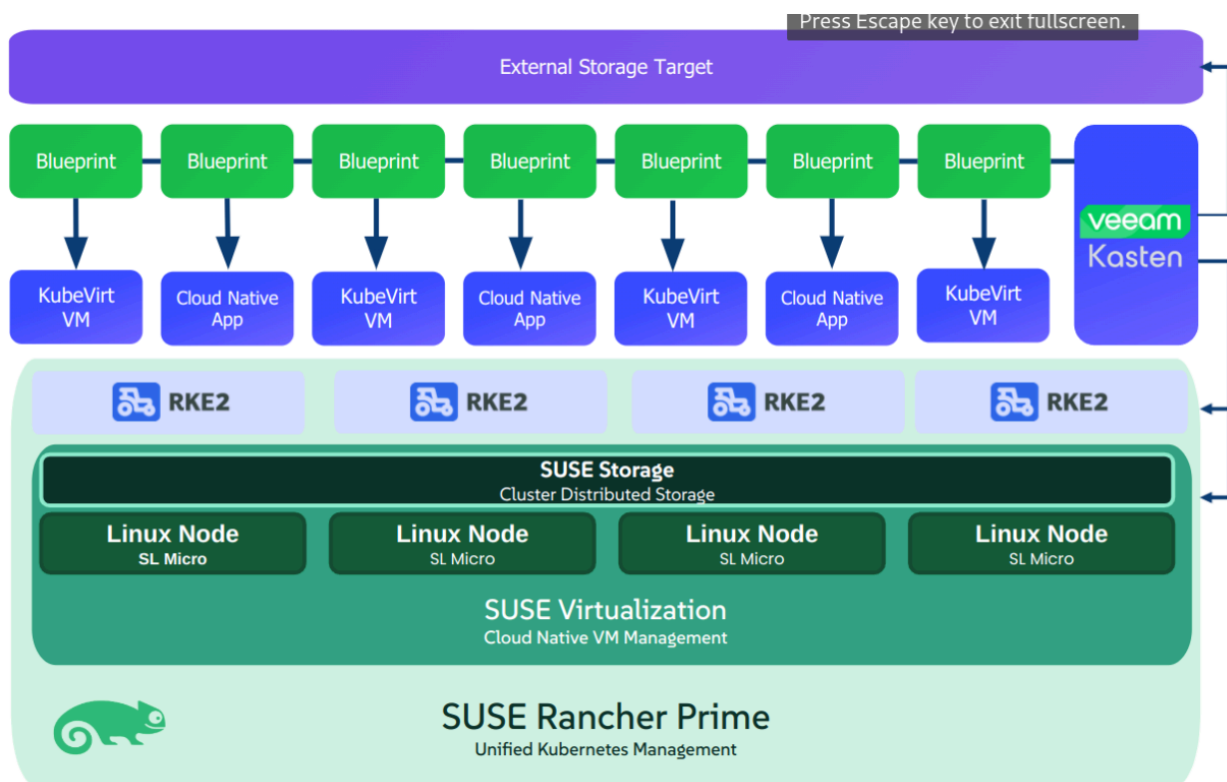 Press Escape key to exit fullscreen.
External Storage Target
Blueprint
Blueprint
Blueprint
Blueprint
Blueprint
Blueprint
Blueprint
veeam
Kasten
KubeVirt
VM
Cloud Native
App
KubeVirt
VM
Cloud Native
App
KubeVirt
VM
Cloud Native
App
KubeVirt
VM
RKE2
RKE2
RKE2
RKE2
SUSE Storage
Cluster Distributed Storage
Linux Node
SL Micro
Linux Node
SL Micro
Linux Node
SL Micro
Linux Node
SL Micro
SUSE Virtualization
Cloud Native VM Management
SUSE Rancher Prime
Unified Kubernetes Management